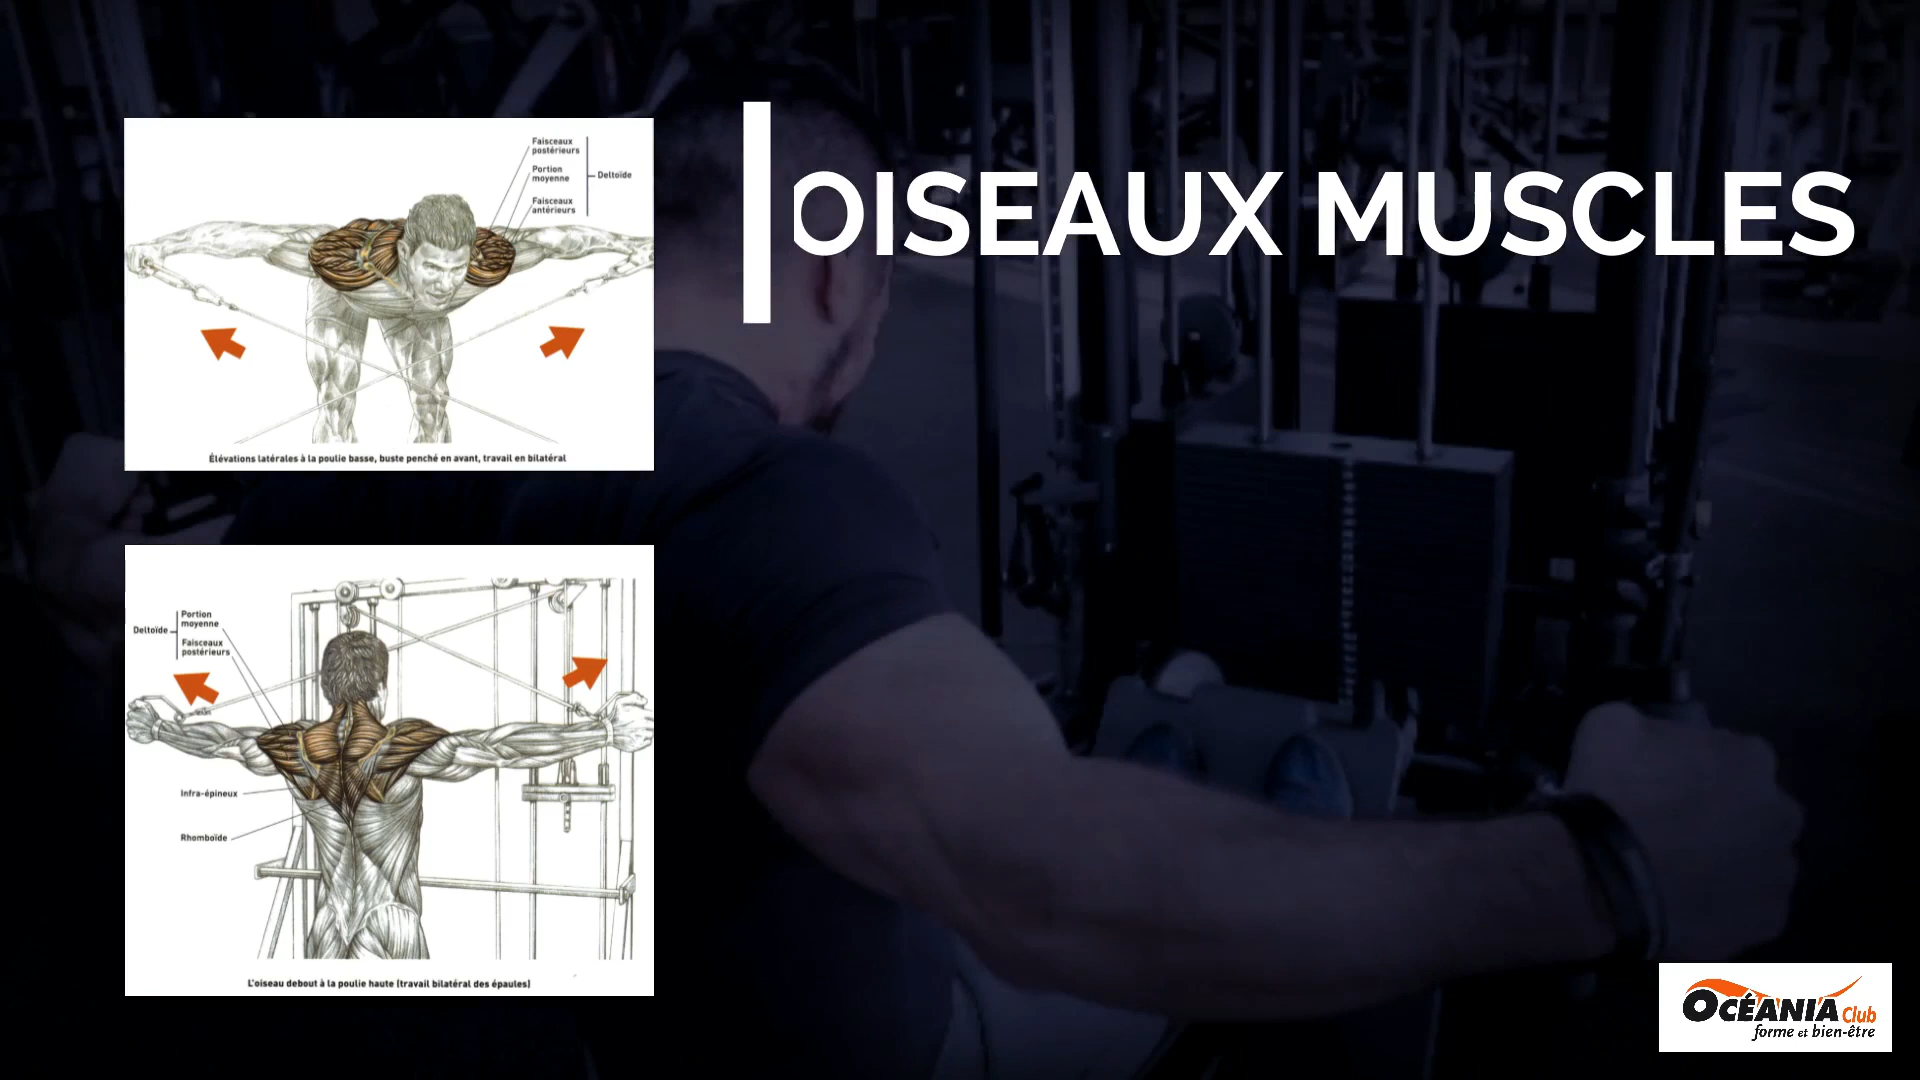 OISEAUX MUSCLES
Faisceaux
postérieurs
Portion
moyenne
Faisceaux
antérieurs
Deltoïde
Élévations latérales à la poulie basse, buste penché en avant, travail en bilatéral
Portion
moyenne
Deltoïde
Faisceaux
postérieurs
Infra-épineux
Rhomboïde
L'oiseau debout à la poulie haute (travail bilatéral des épaules)
OCÉANIA Club
forme et bien-être